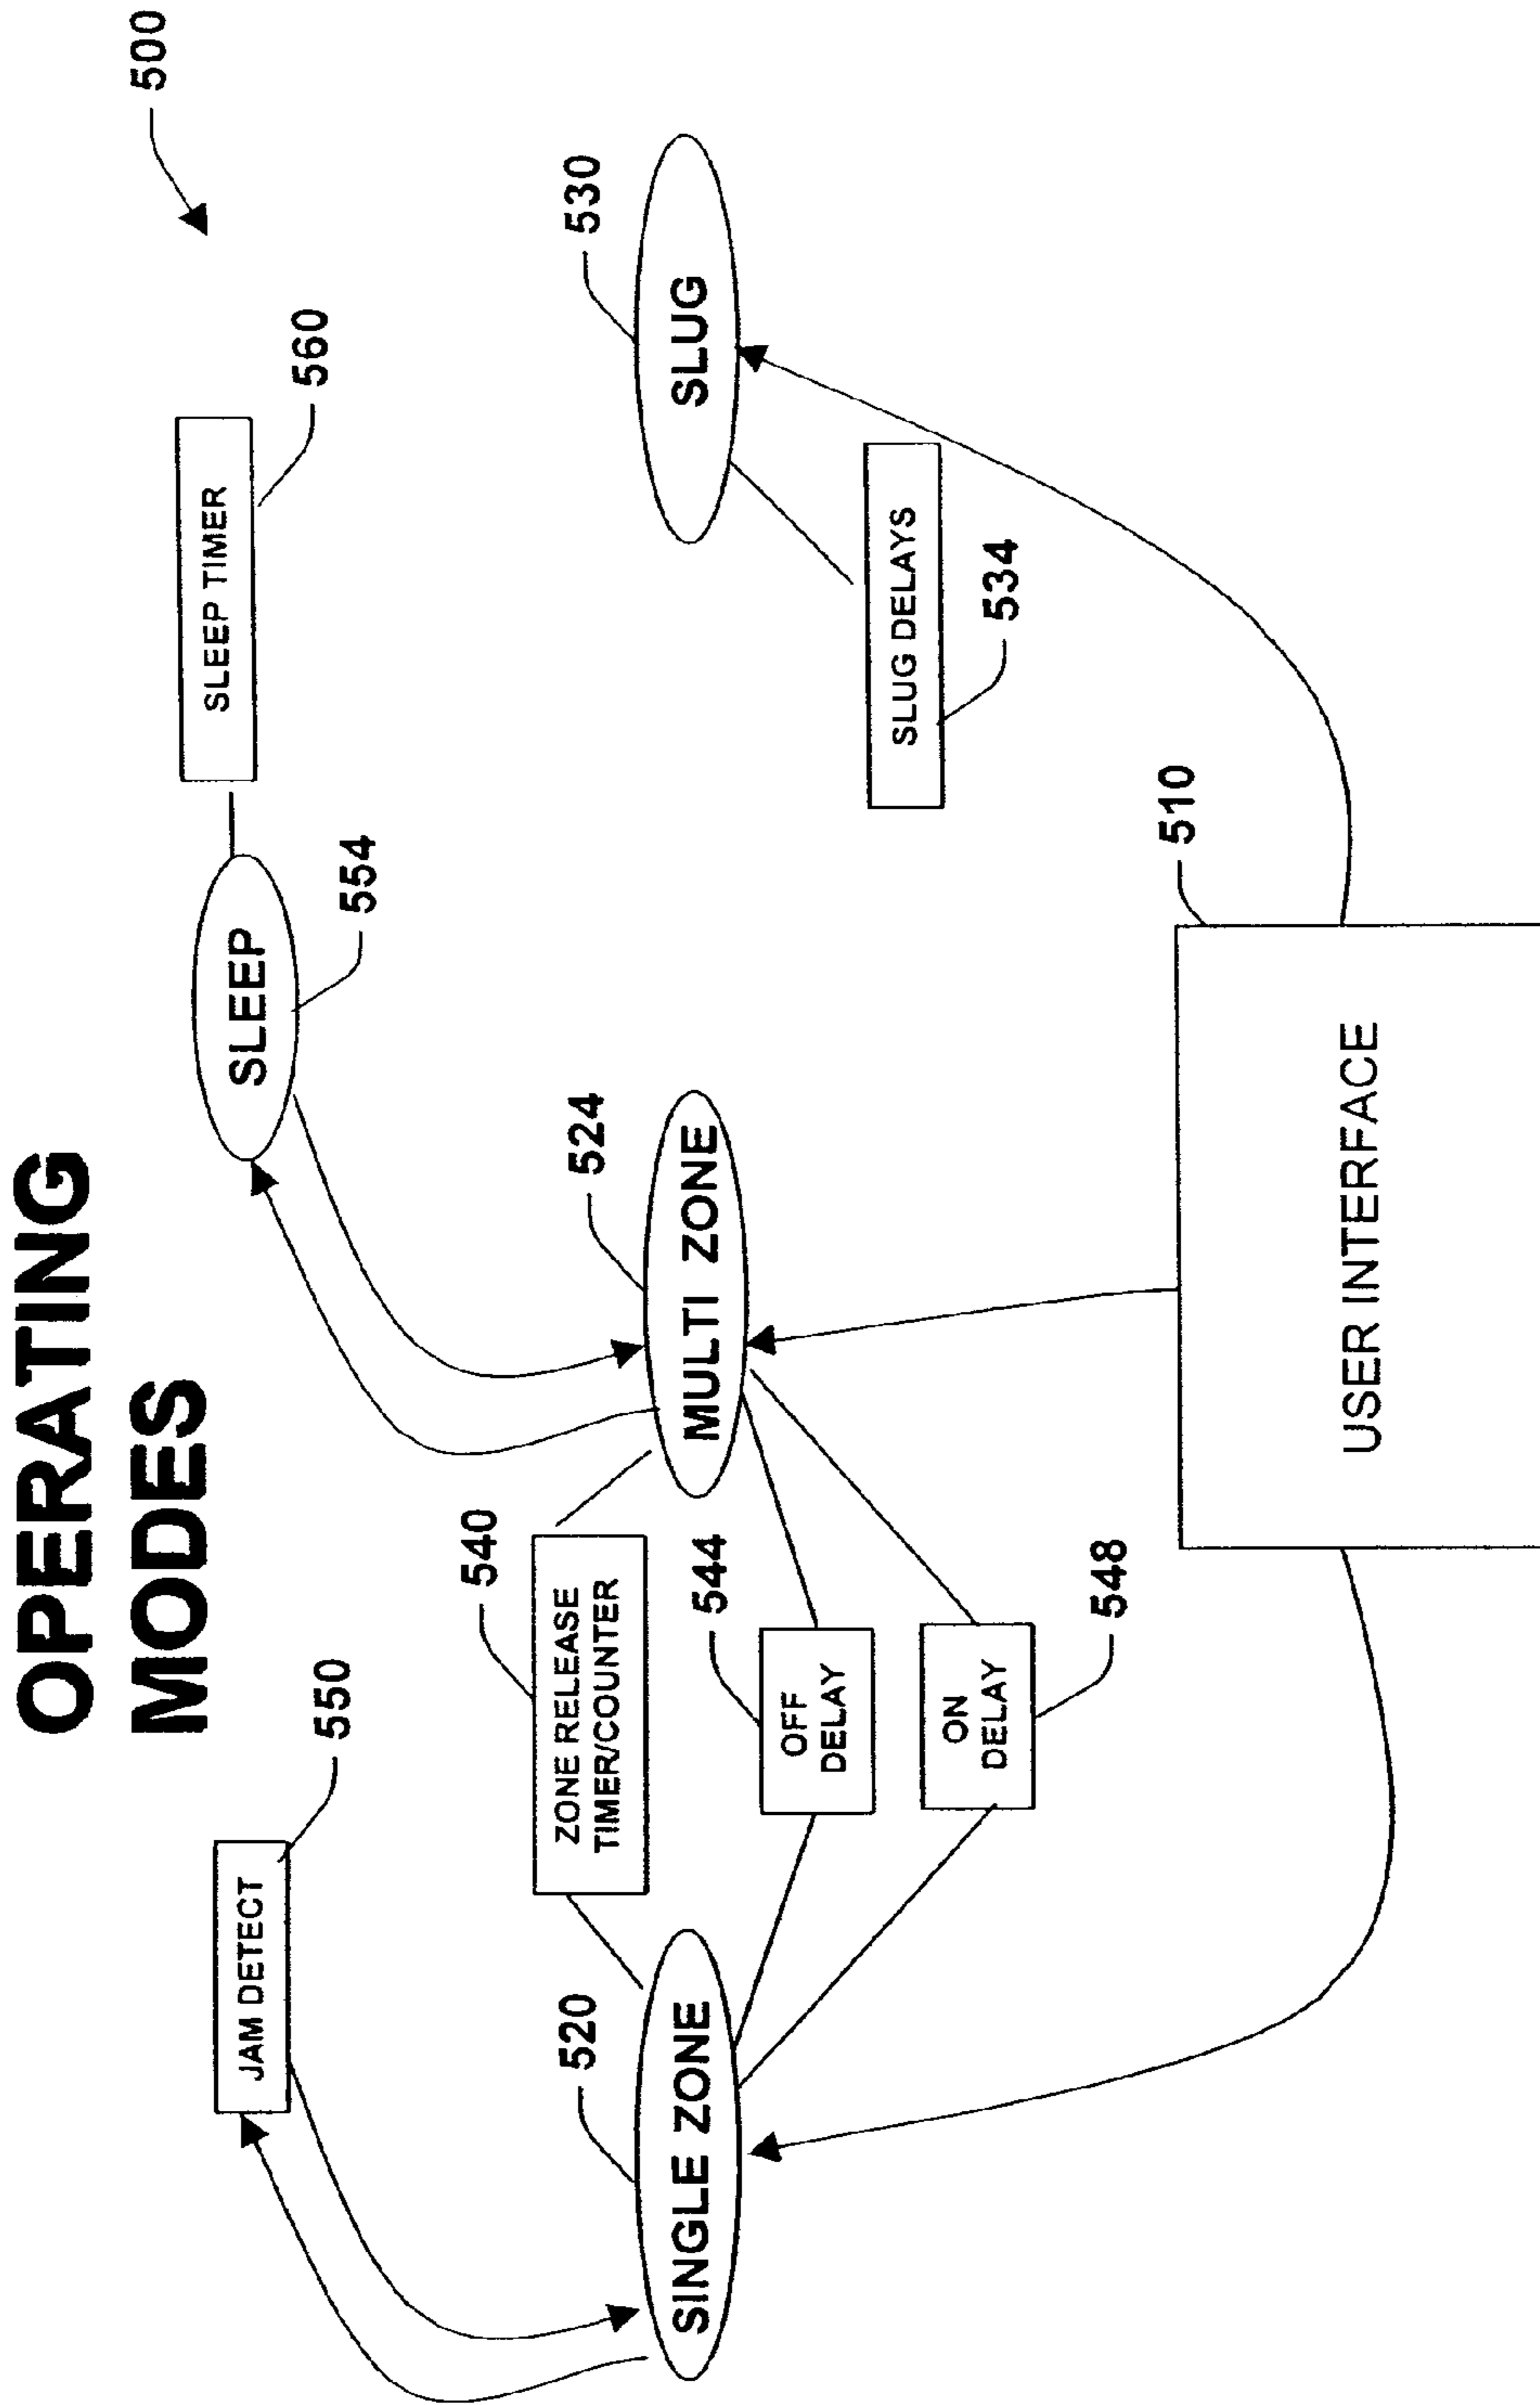 OPERATING
MODES
500
JAM DETECT
550
SLEEP
554
SLEEP TIMER
560
SINGLE ZONE
520
ZONE RELEASE
TIMER/COUNTER
540
MULTI ZONE
524
SLUG
530
OFF
DELAY
544
ON
DELAY
548
SLUG DELAYS
534
USER INTERFACE
510